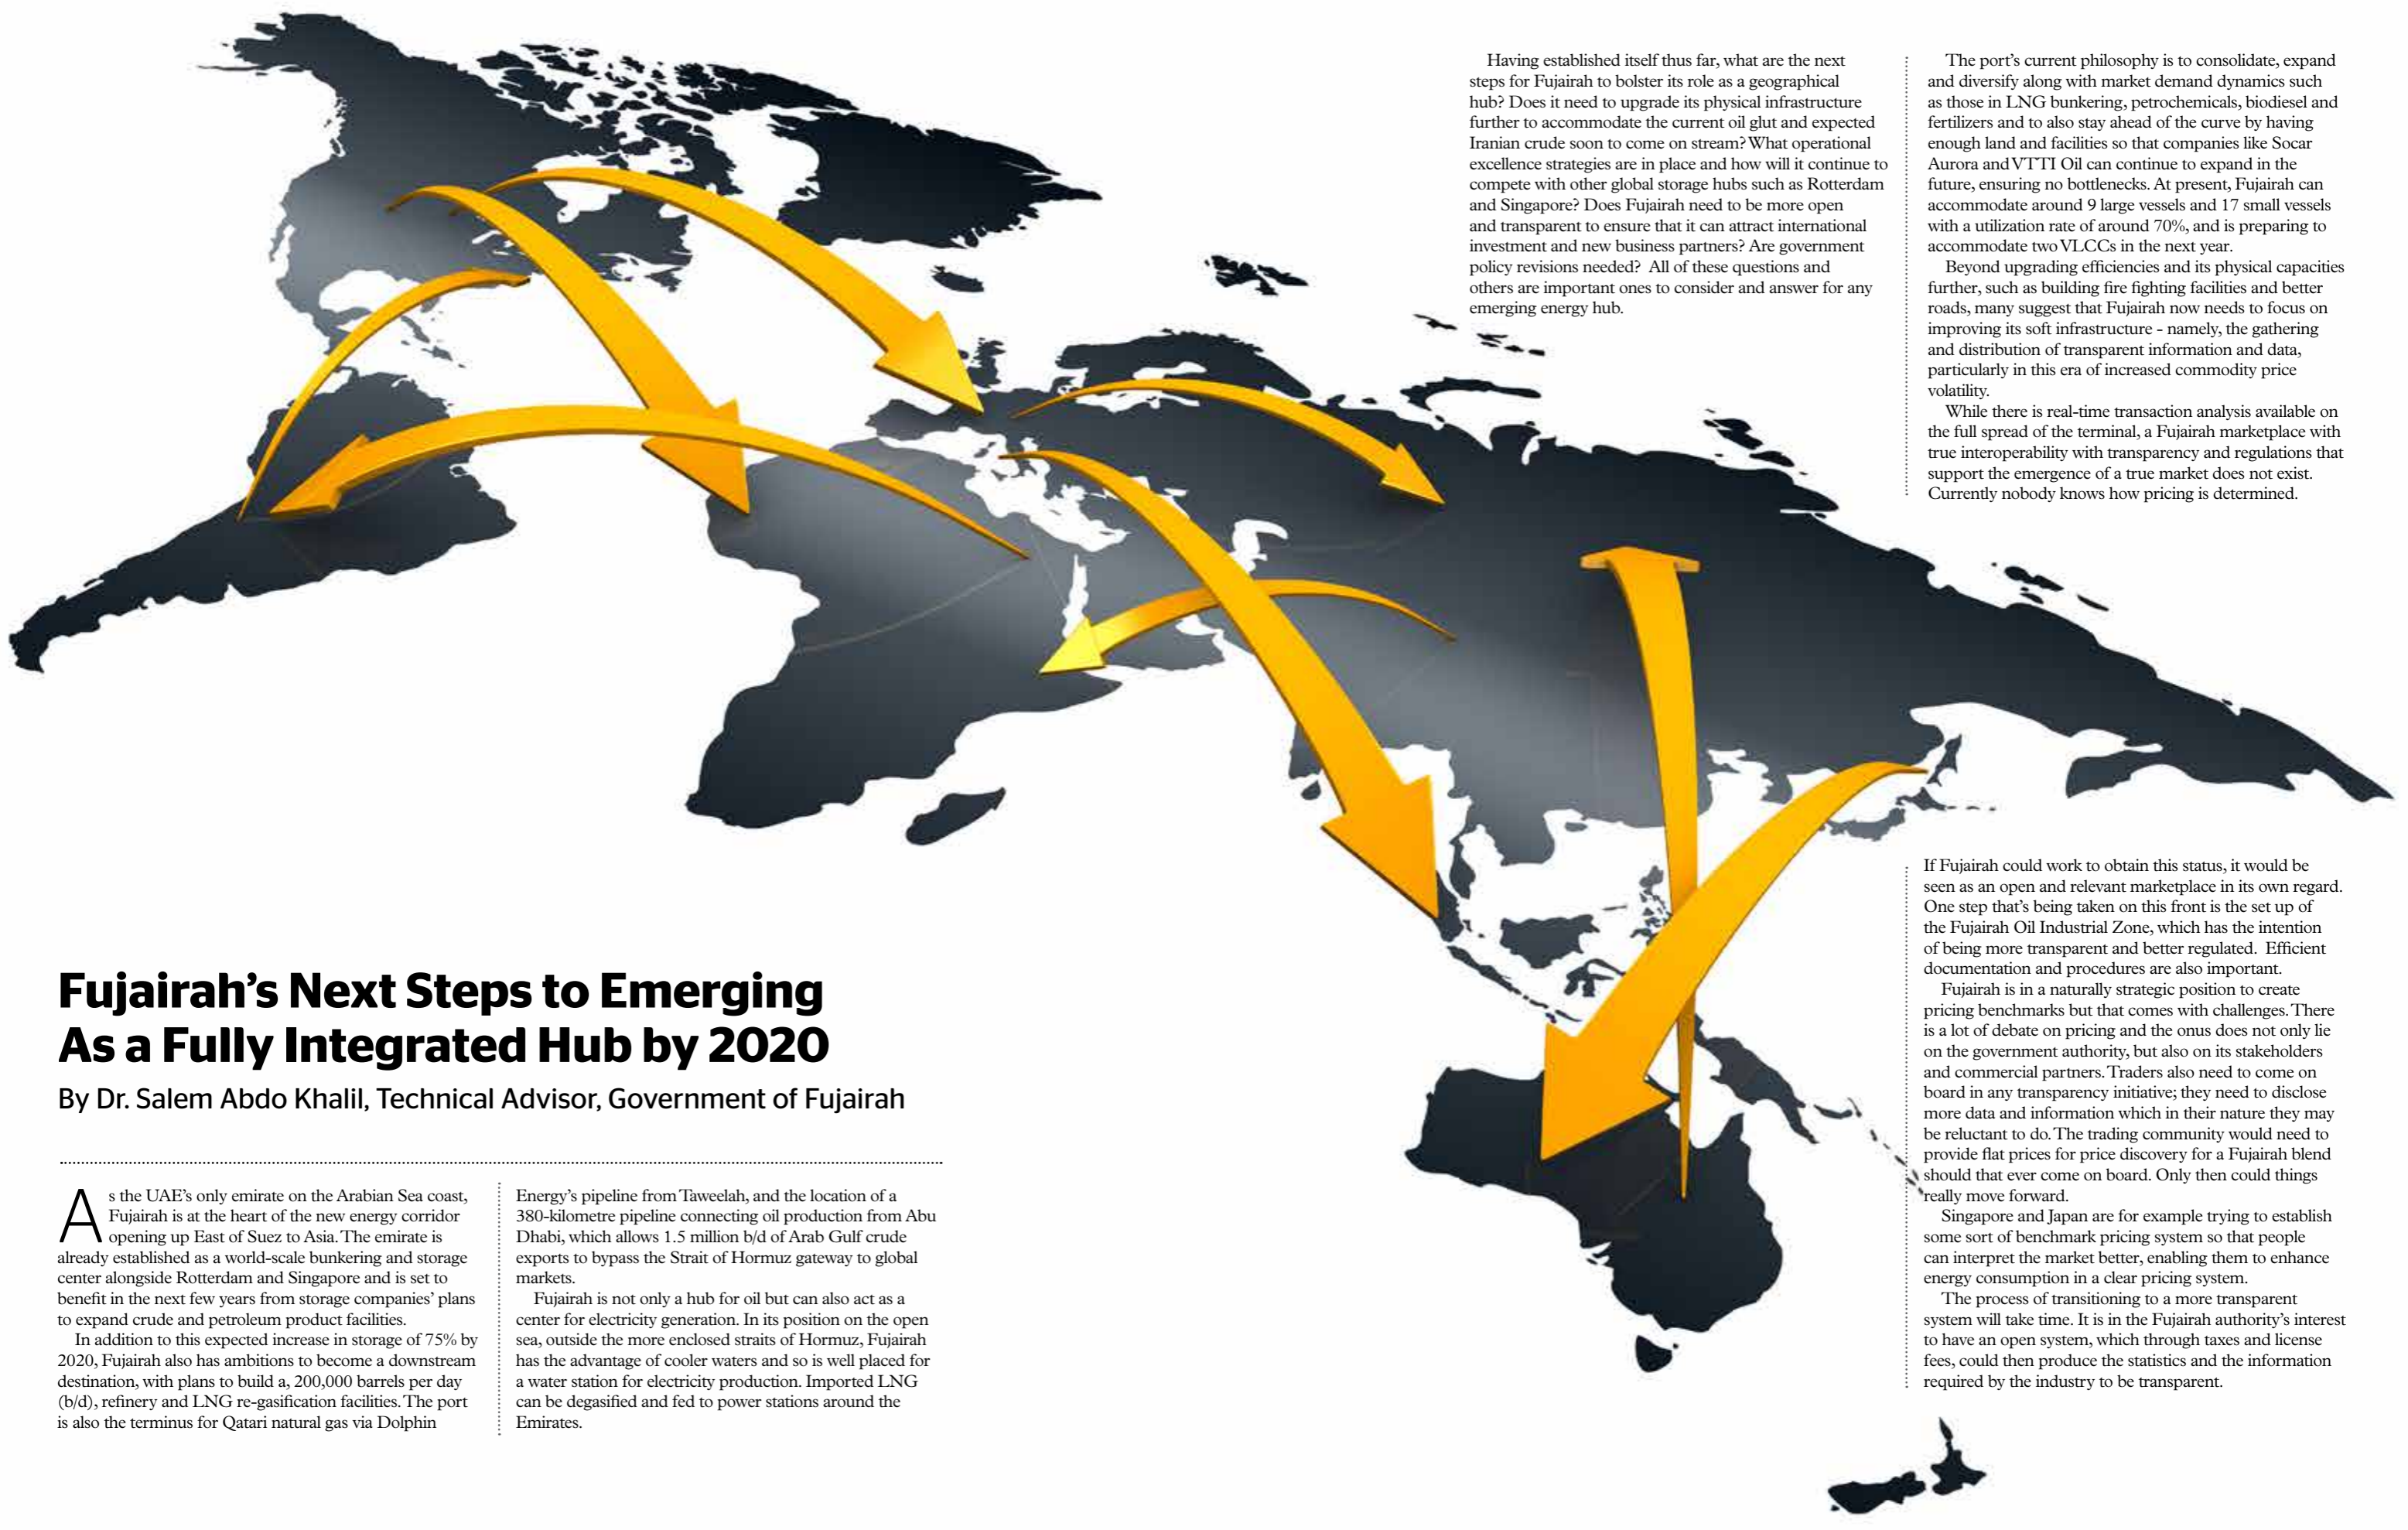 Fujairah's Next Steps to Emerging
As a Fully Integrated Hub by 2020
By Dr. Salem Abdo Khalil, Technical Advisor, Government of Fujairah
As the UAE's only emirate on the Arabian Sea coast,
Fujairah is at the heart of the new energy corridor
opening up East of Suez to Asia. The emirate is
already established as a world-scale bunkering and storage
center alongside Rotterdam and Singapore and is set to
benefit in the next few years from storage companies' plans
to expand crude and petroleum product facilities.
In addition to this expected increase in storage of 75% by
2020, Fujairah also has ambitions to become a downstream
destination, with plans to build a, 200,000 barrels per day
(b/d), refinery and LNG re-gasification facilities. The port
is also the terminus for Qatari natural gas via Dolphin
Energy's pipeline from Taweelah, and the location of a
380-kilometre pipeline connecting oil production from Abu
Dhabi, which allows 1.5 million b/d of Arab Gulf crude
exports to bypass the Strait of Hormuz gateway to global
markets.
Fujairah is not only a hub for oil but can also act as a
center for electricity generation. In its position on the open
sea, outside the more enclosed straits of Hormuz, Fujairah
has the advantage of cooler waters and so is well placed for
a water station for electricity production. Imported LNG
can be degasified and fed to power stations around the
Emirates.
Having established itself thus far, what are the next
steps for Fujairah to bolster its role as a geographical
hub? Does it need to upgrade its physical infrastructure
further to accommodate the current oil glut and expected
Iranian crude soon to come on stream? What operational
excellence strategies are in place and how will it continue to
compete with other global storage hubs such as Rotterdam
and Singapore? Does Fujairah need to be more open
and transparent to ensure that it can attract international
investment and new business partners? Are government
policy revisions needed?  All of these questions and
others are important ones to consider and answer for any
emerging energy hub.
The port's current philosophy is to consolidate, expand
and diversify along with market demand dynamics such
as those in LNG bunkering, petrochemicals, biodiesel and
fertilizers and to also stay ahead of the curve by having
enough land and facilities so that companies like Socar
Aurora and VTTI Oil can continue to expand in the
future, ensuring no bottlenecks. At present, Fujairah can
accommodate around 9 large vessels and 17 small vessels
with a utilization rate of around 70%, and is preparing to
accommodate two VLCCs in the next year.
Beyond upgrading efficiencies and its physical capacities
further, such as building fire fighting facilities and better
roads, many suggest that Fujairah now needs to focus on
improving its soft infrastructure - namely, the gathering
and distribution of transparent information and data,
particularly in this era of increased commodity price
volatility.
While there is real-time transaction analysis available on
the full spread of the terminal, a Fujairah marketplace with
true interoperability with transparency and regulations that
support the emergence of a true market does not exist.
Currently nobody knows how pricing is determined.
If Fujairah could work to obtain this status, it would be
seen as an open and relevant marketplace in its own regard.
One step that's being taken on this front is the set up of
the Fujairah Oil Industrial Zone, which has the intention
of being more transparent and better regulated.  Efficient
documentation and procedures are also important.
Fujairah is in a naturally strategic position to create
pricing benchmarks but that comes with challenges. There
is a lot of debate on pricing and the onus does not only lie
on the government authority, but also on its stakeholders
and commercial partners. Traders also need to come on
board in any transparency initiative; they need to disclose
more data and information which in their nature they may
be reluctant to do. The trading community would need to
provide flat prices for price discovery for a Fujairah blend
should that ever come on board. Only then could things
really move forward.
Singapore and Japan are for example trying to establish
some sort of benchmark pricing system so that people
can interpret the market better, enabling them to enhance
energy consumption in a clear pricing system.
The process of transitioning to a more transparent
system will take time. It is in the Fujairah authority's interest
to have an open system, which through taxes and license
fees, could then produce the statistics and the information
required by the industry to be transparent.